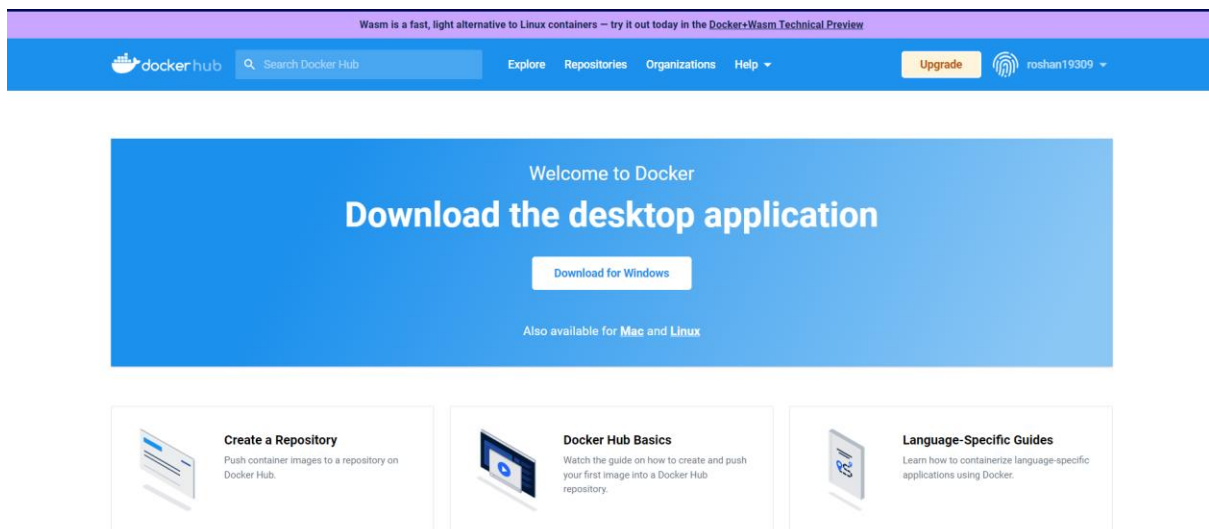 Wasm is a fast, light alternative to Linux containers — try it out today in the Docker+Wasm Technical Preview
dockerhub Search Docker Hub Explore Repositories Organizations Help Upgrade roshan19309
Welcome to Docker
Download the desktop application
Download for Windows
Also available for Mac and Linux
Create a Repository
Push container images to a repository on
Docker Hub.
Docker Hub Basics
Watch the guide on how to create and push
your first image into a Docker Hub
repository.
Language-Specific Guides
Learn how to containerize language-specific
applications using Docker.